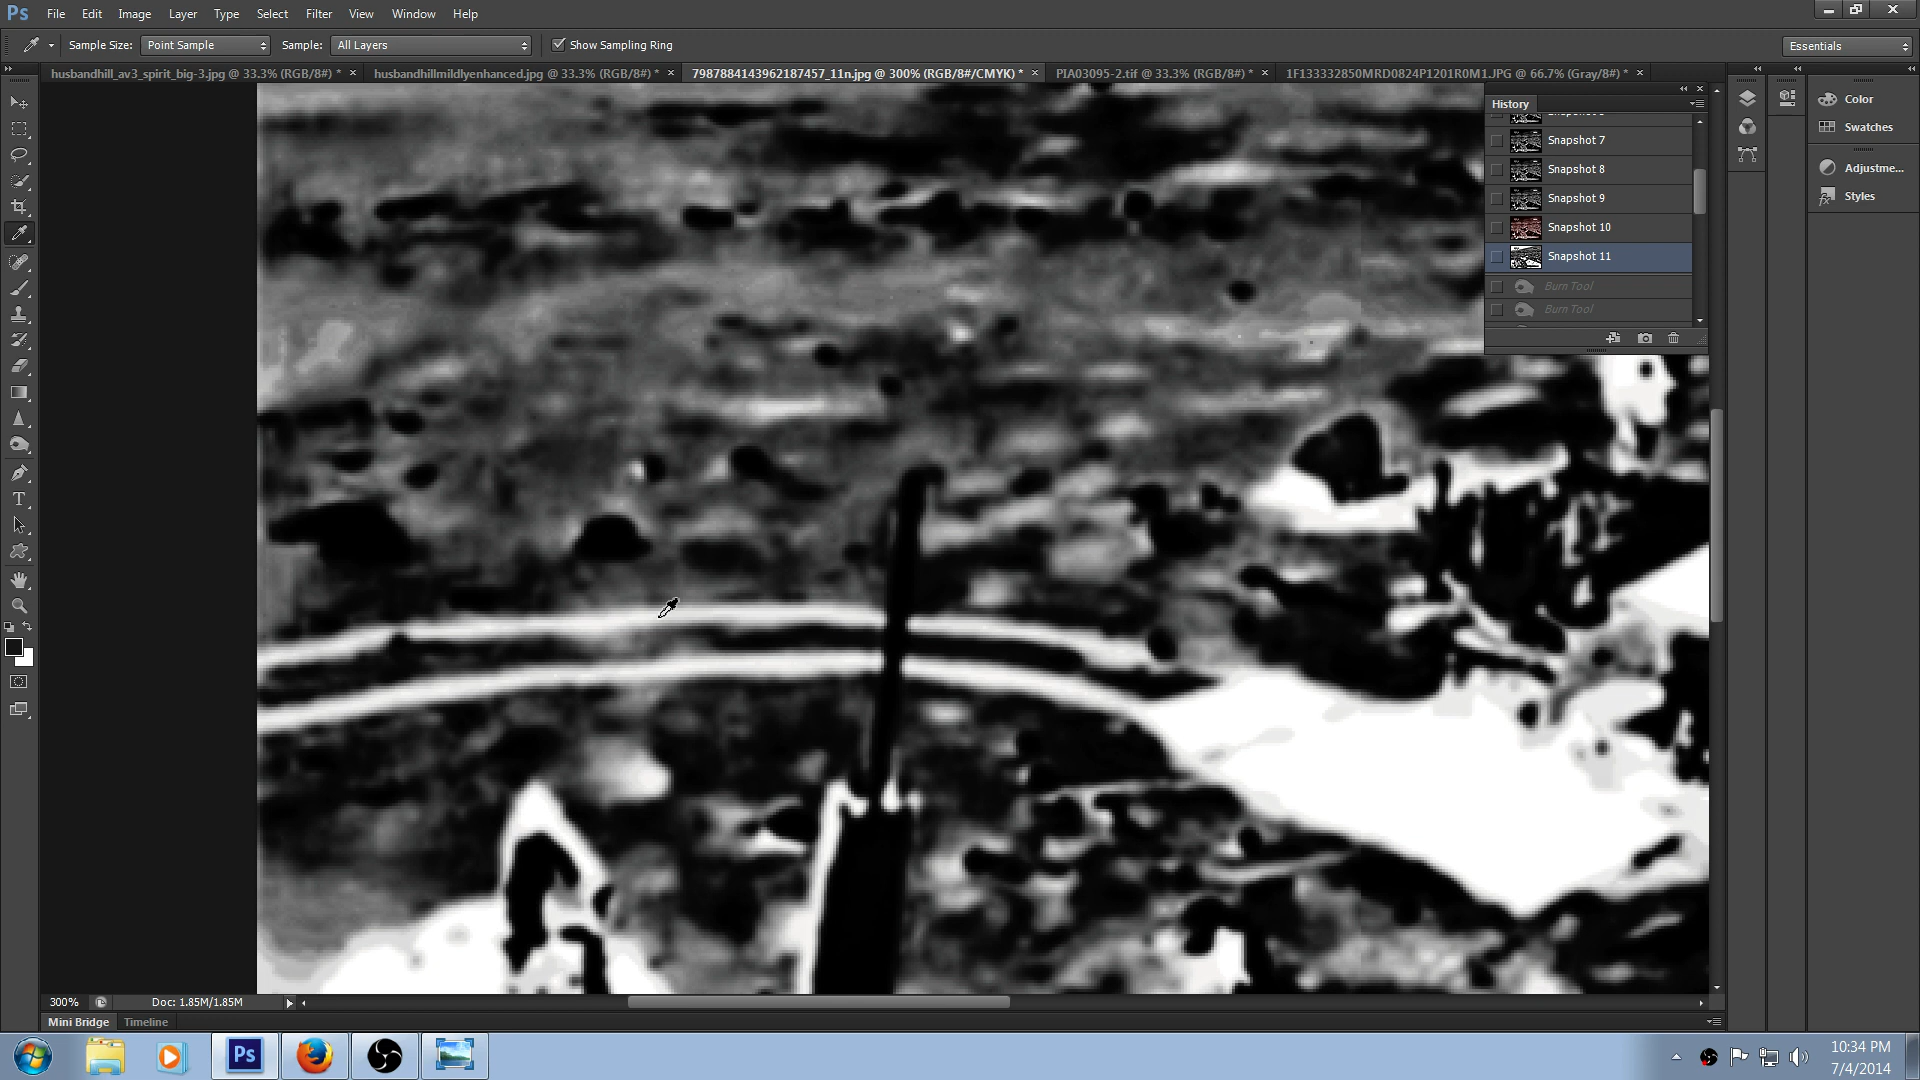 Ps File Edit Image Layer Type Select Filter View Window Help
Sample Size: Point Sample Sample: All Layers Show Sampling Ring Essentials
husbandhill_av3_spirit_big-3.jpg @ 33.3% (RGB/8#) * husbandhillmildlyenhanced.jpg @ 33.3% (RGB/8#) * 7987884143962187457_11n.jpg @ 300% (RGB/8#/CMYK) * PIA03095-2.tif @ 33.3% (RGB/8#) * 1F133332850MRD0824P1201R0M1.JPG @ 66.7% (Gray/8#) *
History
Snapshot 7
Snapshot 8
Snapshot 9
Snapshot 10
Snapshot 11
Burn Tool
Burn Tool
Color
Swatches
Adjustme...
Styles
300% Doc: 1.85M/1.85M
Mini Bridge Timeline
Ps
10:34 PM
7/4/2014